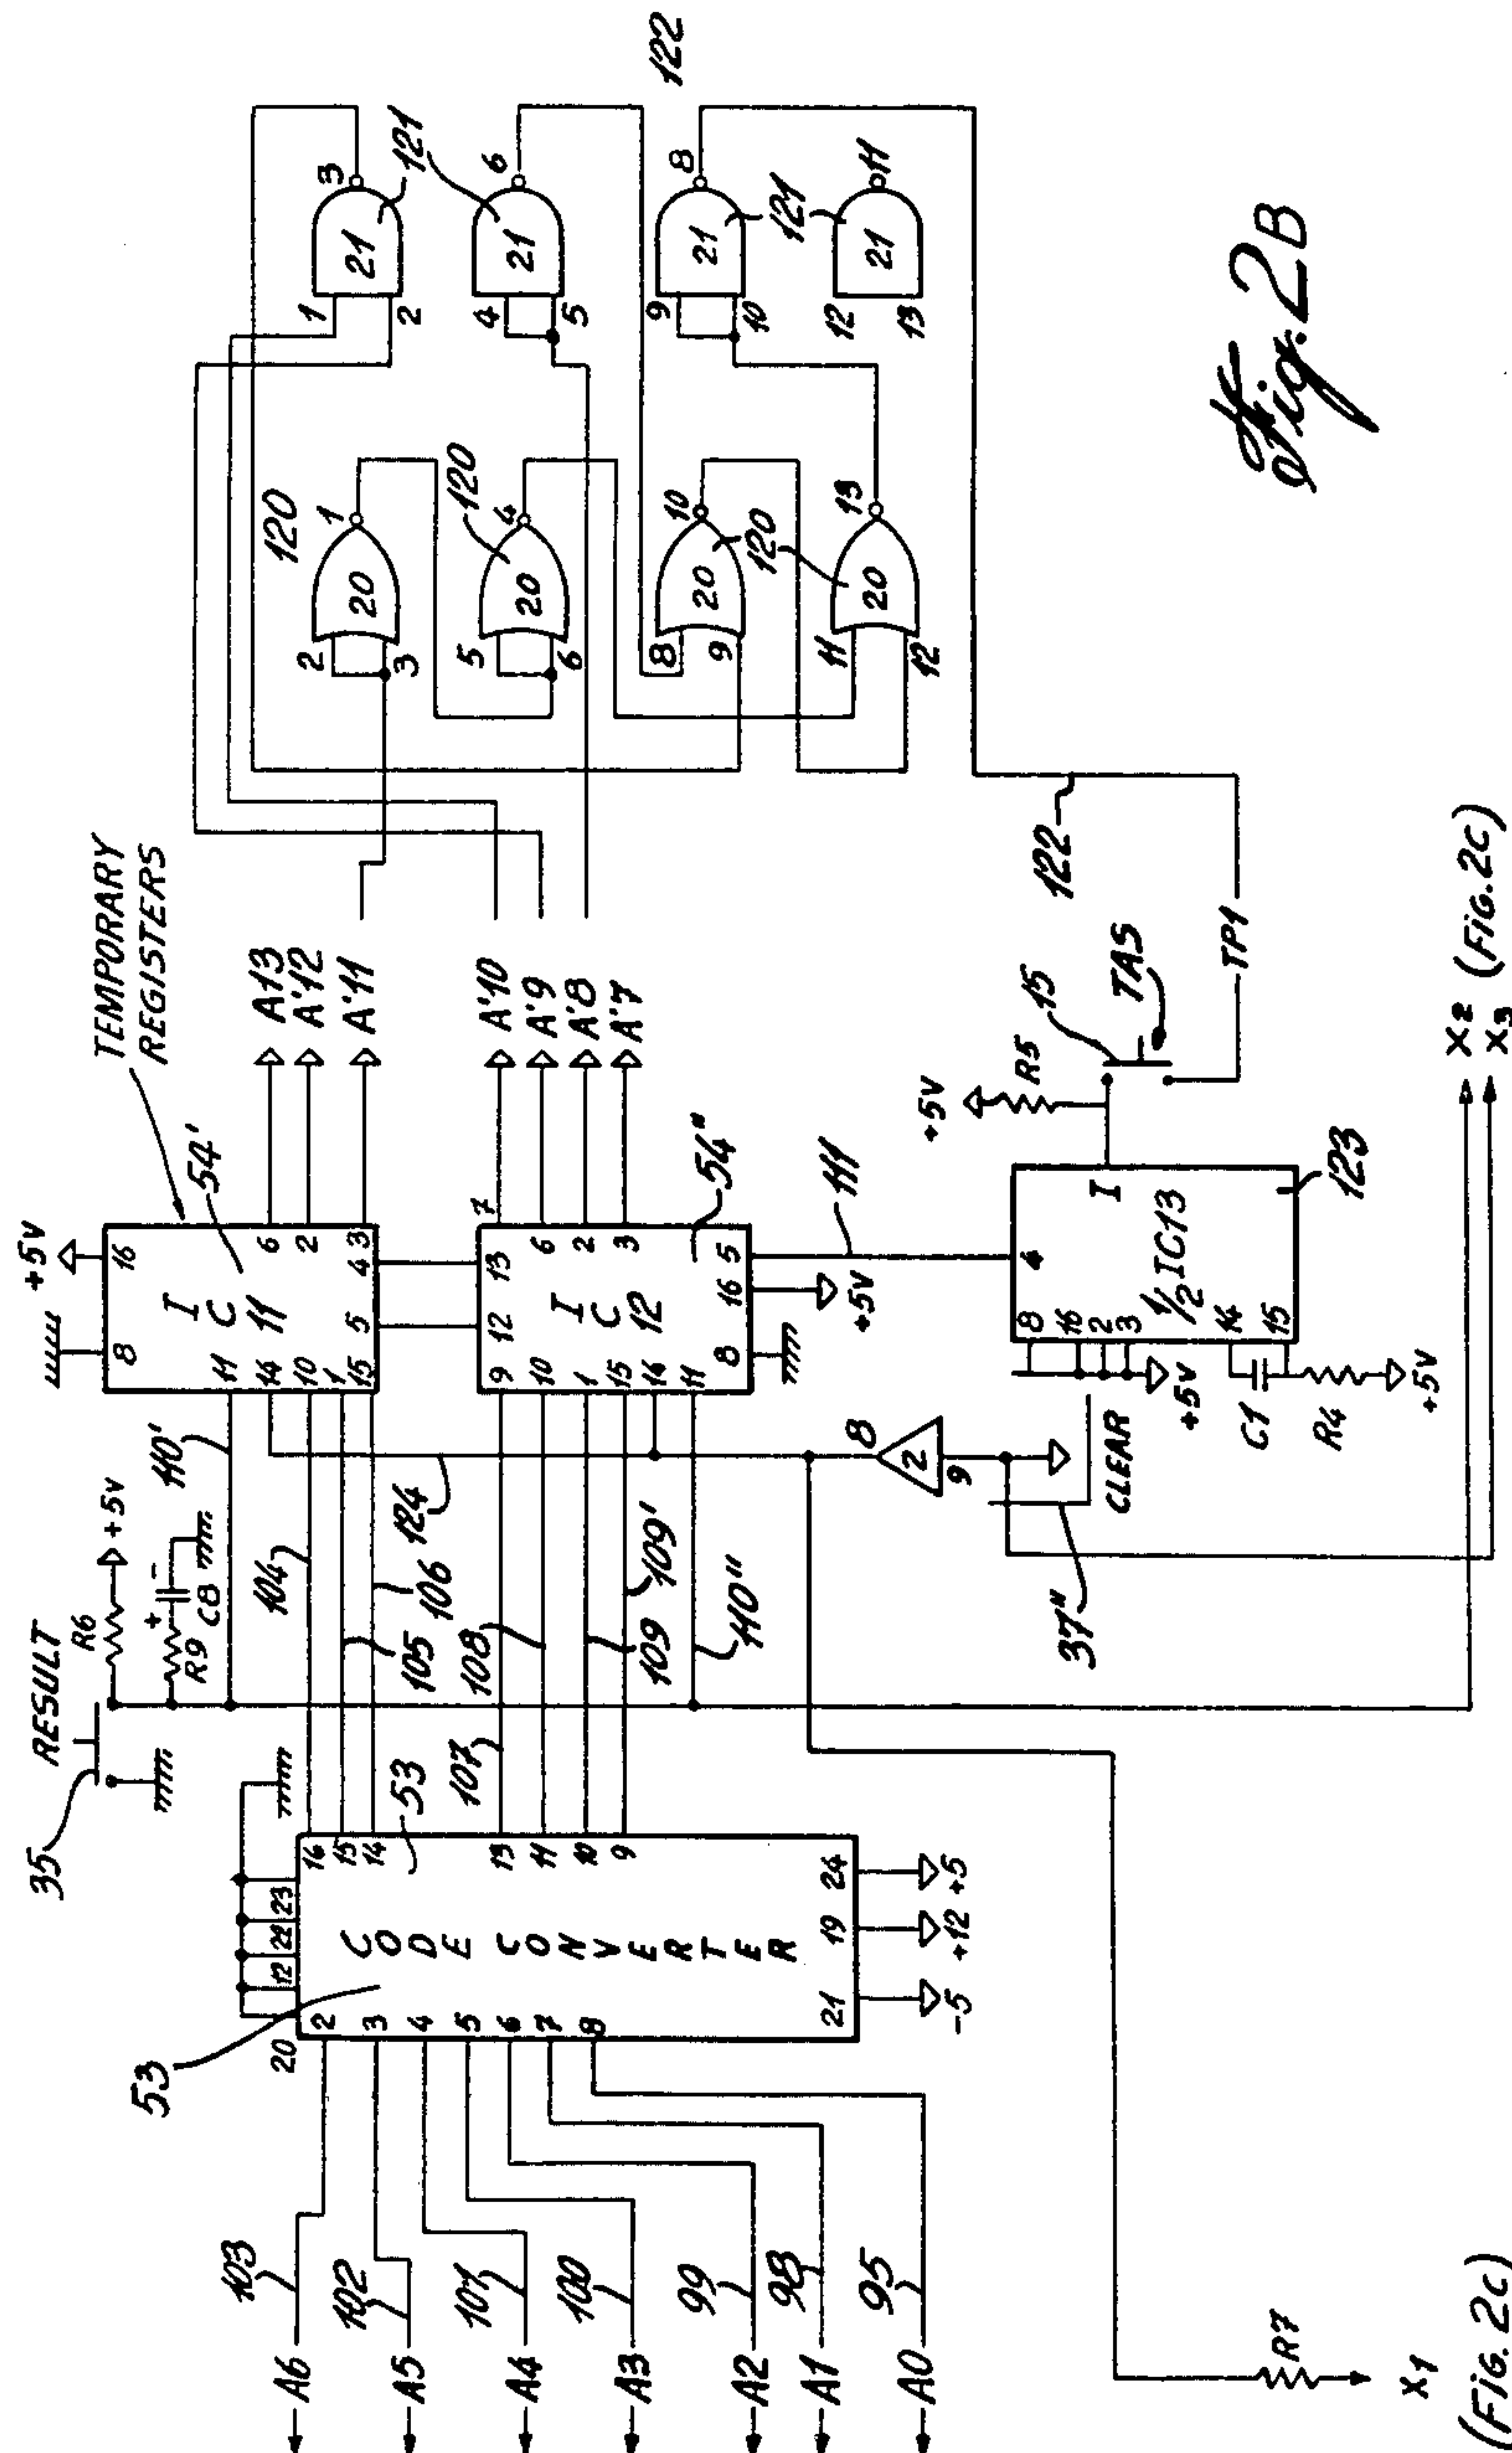 TEMPORARY
REGISTERS
RESULT
35
R6
+5V
R9
+
-
C8
110'
+5V
54'
8
16
I
C
11
11
14
10
1
15
6
2
3
5
4
A13
A'12
A'11
120
120
120
1
2
3
20
4
5
6
20
10
8
9
20
13
11
12
20
121
121
3
1
2
21
6
4
5
21
8
9
10
21
11
12
13
21
122
53
53
20
12
22
23
2
3
4
5
6
7
8
16
15
14
13
11
10
9
21
19
24
CODE CONVERTER
-5
+12
+5
104
105
106
107
108
109
109'
110"
124
9
10
1
15
14
11
12
13
7
6
2
3
I
C
12
8
16
5
+5V
54"
A'10
A'9
A'8
A'7
103
102
101
100
99
98
95
A6
A5
A4
A3
A2
A1
A0
111
8
2
9
CLEAR
37"
8
16
2
3
14
15
4
I
1/2 IC13
123
+5V
C1
R4
+5V
+5V
R5
15
TAS
TP1
122
R7
X1
(FIG. 2C)
X2 (FIG. 2C)
X3
Fig. 2B